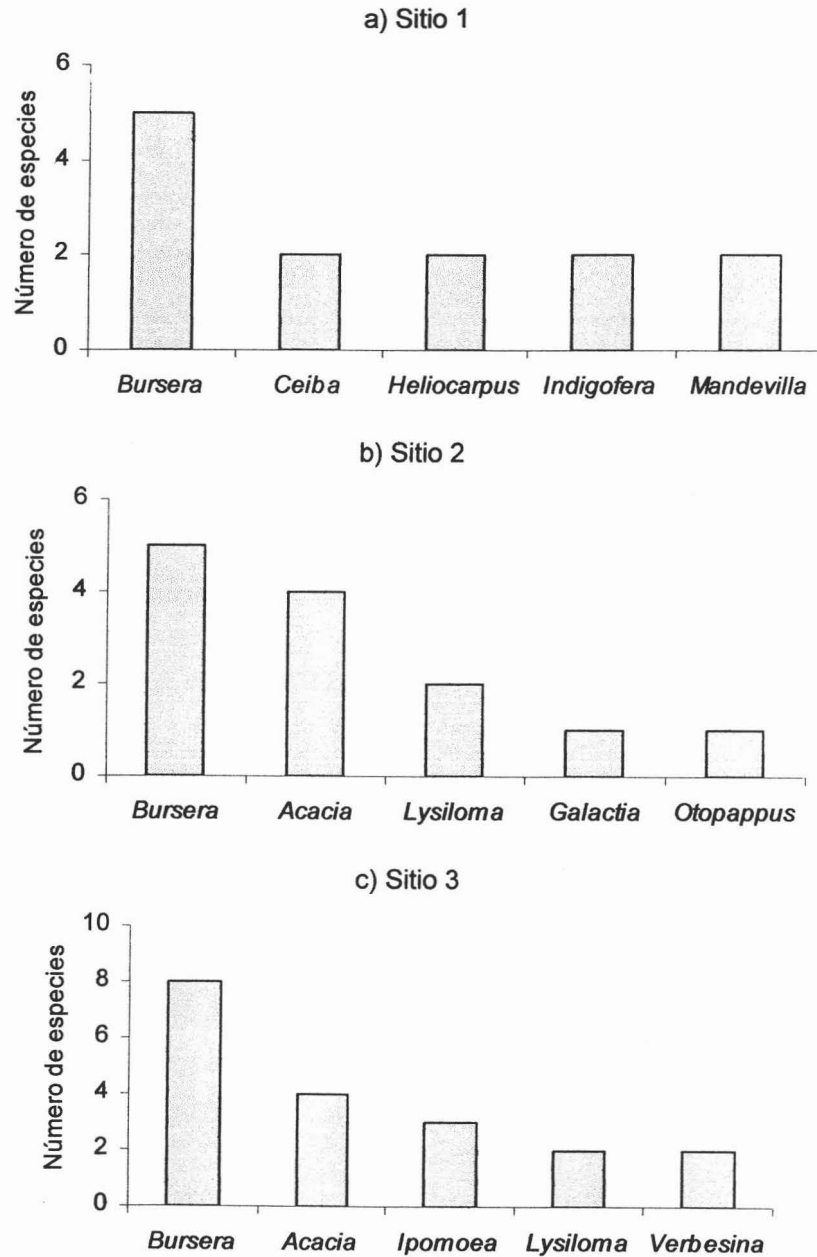 a) Sitio 1
Número de especies
6
4
2
0
Bursera Ceiba Heliocarpus Indigofera Mandevilla
b) Sitio 2
Número de especies
6
4
2
0
Bursera Acacia Lysiloma Galactia Otopappus
c) Sitio 3
Número de especies
10
8
6
4
2
0
Bursera Acacia Ipomoea Lysiloma Verbesina